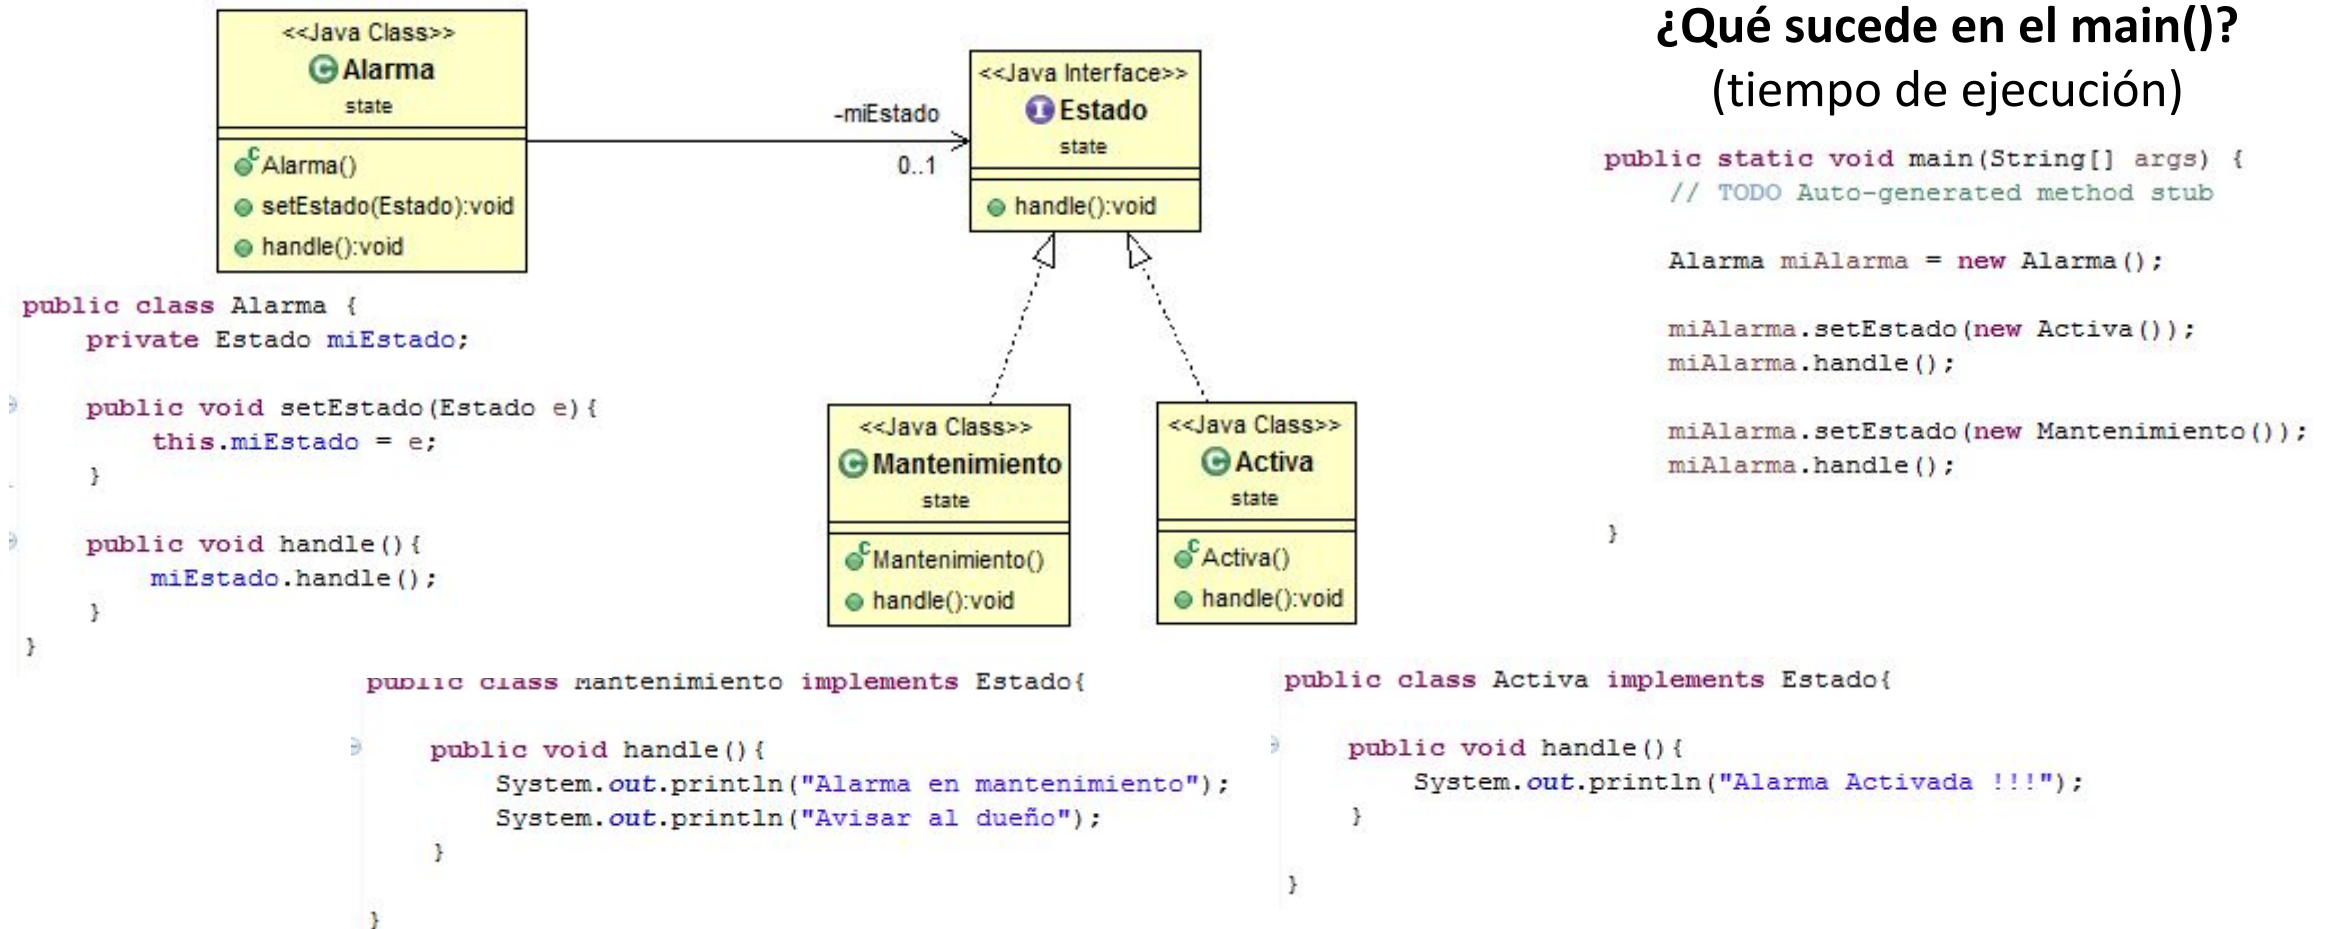 <<Java Class>>
Alarma
state
Alarma()
setEstado(Estado):void
handle():void
-miEstado
0..1
<<Java Interface>>
Estado
state
handle():void
¿Qué sucede en el main()?
(tiempo de ejecución)
public static void main(String[] args) {
// TODO Auto-generated method stub
Alarma miAlarma = new Alarma();
miAlarma.setEstado(new Activa());
miAlarma.handle();
miAlarma.setEstado(new Mantenimiento());
miAlarma.handle();
}
public class Alarma {
private Estado miEstado;
public void setEstado(Estado e){
this.miEstado = e;
}
public void handle(){
miEstado.handle();
}
}
<<Java Class>>
Mantenimiento
state
Mantenimiento()
handle():void
<<Java Class>>
Activa
state
Activa()
handle():void
public class Mantenimiento implements Estado{
public void handle(){
System.out.println("Alarma en mantenimiento");
System.out.println("Avisar al dueño");
}
}
public class Activa implements Estado{
public void handle(){
System.out.println("Alarma Activada !!!");
}
}